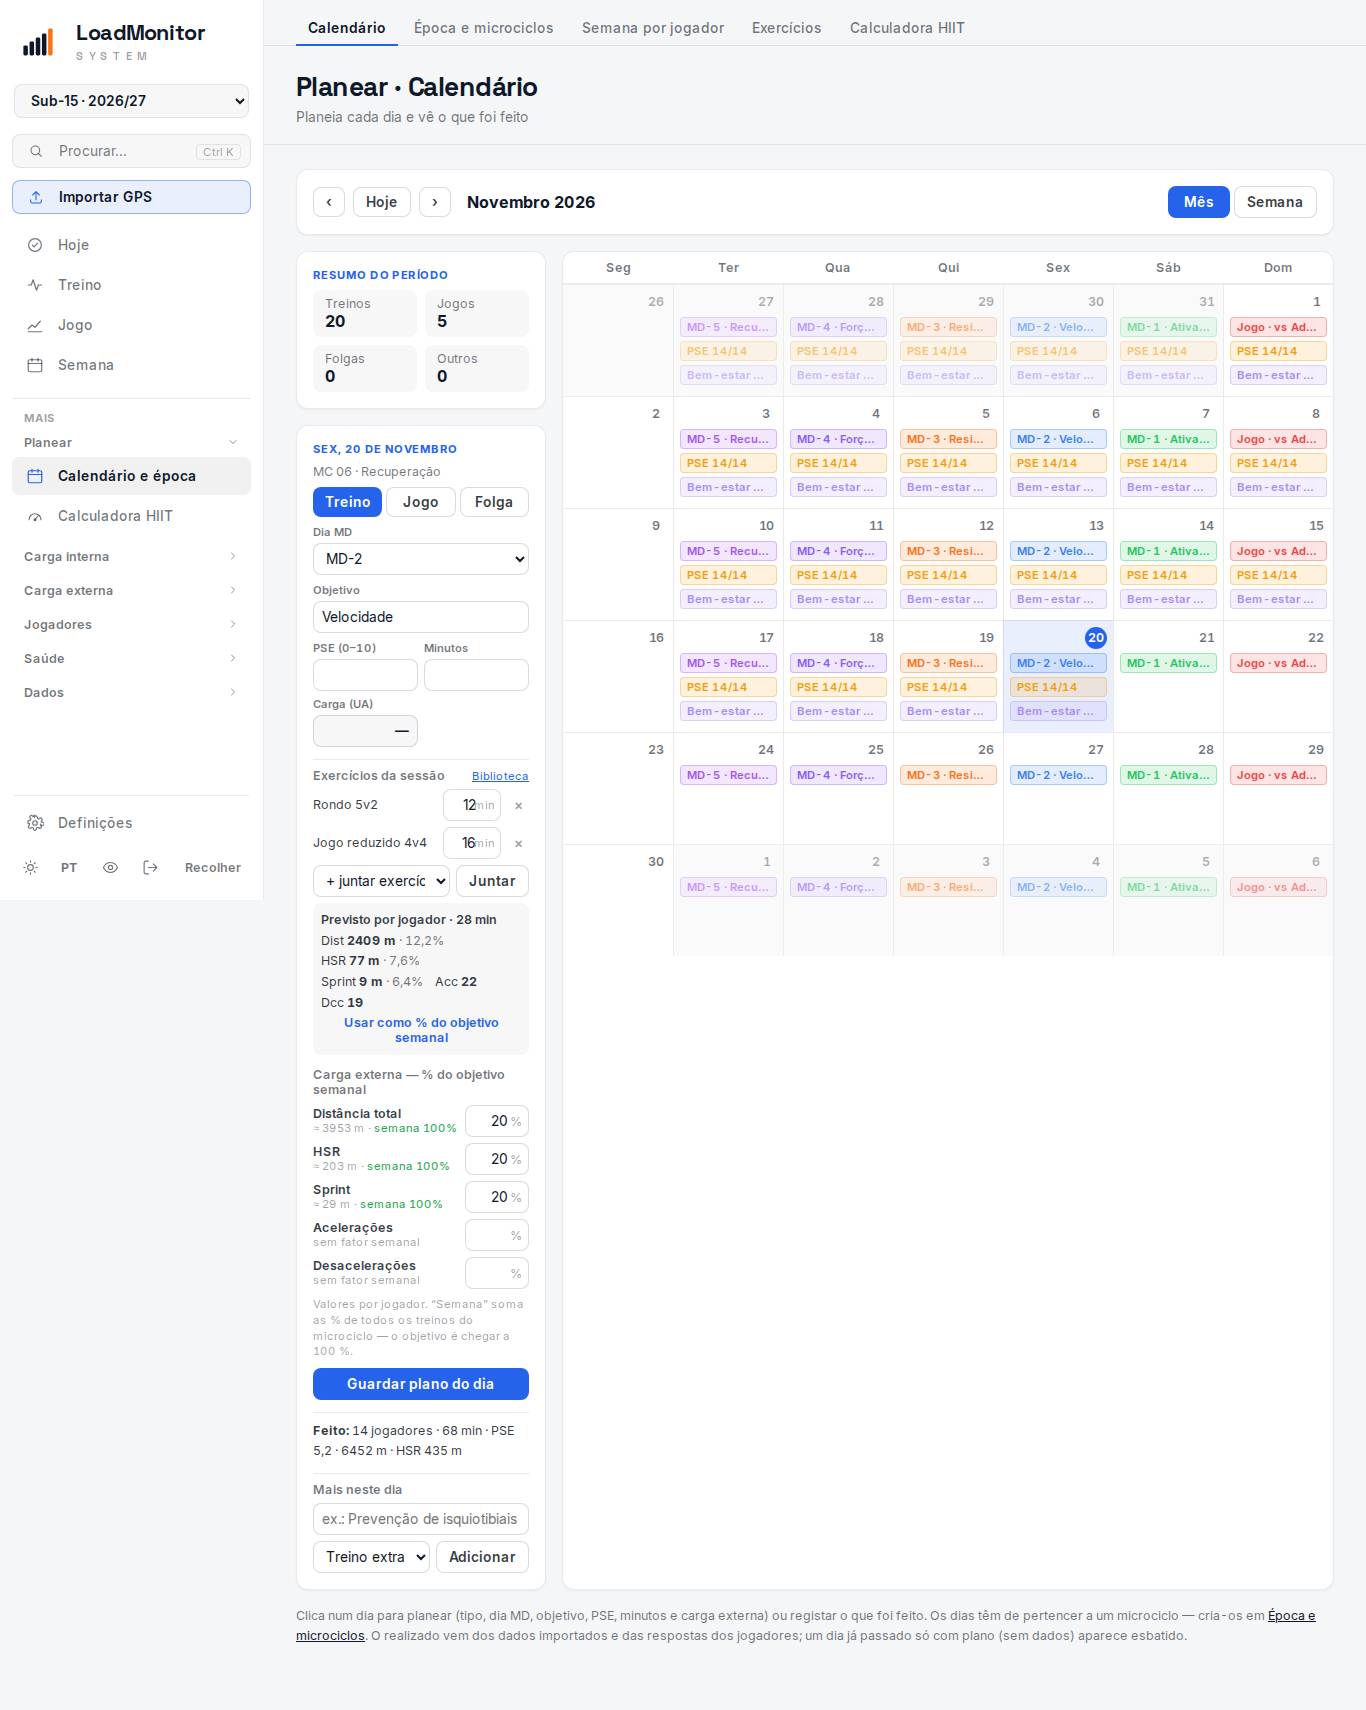 LoadMonitor
SYSTEM
Sub-15 · 2026/27
Procurar... Ctrl K
Importar GPS
Hoje
Treino
Jogo
Semana
MAIS
Planear
Calendário e época
Calculadora HIIT
Carga interna
Carga externa
Jogadores
Saúde
Dados
Definições
PT Recolher
Calendário Época e microciclos Semana por jogador Exercícios Calculadora HIIT
Planear · Calendário
Planeia cada dia e vê o que foi feito
‹ Hoje › Novembro 2026 Mês Semana
RESUMO DO PERÍODO
Treinos Jogos
20 5
Folgas Outros
0 0
SEX, 20 DE NOVEMBRO
MC 06 · Recuperação
Treino Jogo Folga
Dia MD
MD-2
Objetivo
Velocidade
PSE (0–10) Minutos
Carga (UA)
—
Exercícios da sessão Biblioteca
Rondo 5v2 12 min ×
Jogo reduzido 4v4 16 min ×
+ juntar exercíc Juntar
Previsto por jogador · 28 min
Dist 2409 m · 12,2%
HSR 77 m · 7,6%
Sprint 9 m · 6,4% Acc 22
Dcc 19
Usar como % do objetivo
semanal
Carga externa — % do objetivo
semanal
Distância total 20 %
≈ 3953 m · semana 100%
HSR 20 %
≈ 203 m · semana 100%
Sprint 20 %
≈ 29 m · semana 100%
Acelerações %
sem fator semanal
Desacelerações %
sem fator semanal
Valores por jogador. “Semana” soma
as % de todos os treinos do
microciclo — o objetivo é chegar a
100 %.
Guardar plano do dia
Feito: 14 jogadores · 68 min · PSE
5,2 · 6452 m · HSR 435 m
Mais neste dia
ex.: Prevenção de isquiotibiais
Treino extra Adicionar
Seg Ter Qua Qui Sex Sáb Dom
26 27 28 29 30 31 1
MD-5 · Recu... MD-4 · Forç... MD-3 · Resi... MD-2 · Velo... MD-1 · Ativa... Jogo · vs Ad...
PSE 14/14 PSE 14/14 PSE 14/14 PSE 14/14 PSE 14/14 PSE 14/14
Bem-estar ... Bem-estar ... Bem-estar ... Bem-estar ... Bem-estar ... Bem-estar ...
2 3 4 5 6 7 8
MD-5 · Recu... MD-4 · Forç... MD-3 · Resi... MD-2 · Velo... MD-1 · Ativa... Jogo · vs Ad...
PSE 14/14 PSE 14/14 PSE 14/14 PSE 14/14 PSE 14/14 PSE 14/14
Bem-estar ... Bem-estar ... Bem-estar ... Bem-estar ... Bem-estar ... Bem-estar ...
9 10 11 12 13 14 15
MD-5 · Recu... MD-4 · Forç... MD-3 · Resi... MD-2 · Velo... MD-1 · Ativa... Jogo · vs Ad...
PSE 14/14 PSE 14/14 PSE 14/14 PSE 14/14 PSE 14/14 PSE 14/14
Bem-estar ... Bem-estar ... Bem-estar ... Bem-estar ... Bem-estar ... Bem-estar ...
16 17 18 19 20 21 22
MD-5 · Recu... MD-4 · Forç... MD-3 · Resi... MD-2 · Velo... MD-1 · Ativa... Jogo · vs Ad...
PSE 14/14 PSE 14/14 PSE 14/14 PSE 14/14
Bem-estar ... Bem-estar ... Bem-estar ... Bem-estar ...
23 24 25 26 27 28 29
MD-5 · Recu... MD-4 · Forç... MD-3 · Resi... MD-2 · Velo... MD-1 · Ativa... Jogo · vs Ad...
30 1 2 3 4 5 6
MD-5 · Recu... MD-4 · Forç... MD-3 · Resi... MD-2 · Velo... MD-1 · Ativa... Jogo · vs Ad...
Clica num dia para planear (tipo, dia MD, objetivo, PSE, minutos e carga externa) ou registar o que foi feito. Os dias têm de pertencer a um microciclo — cria-os em Época e
microciclos. O realizado vem dos dados importados e das respostas dos jogadores; um dia já passado só com plano (sem dados) aparece esbatido.